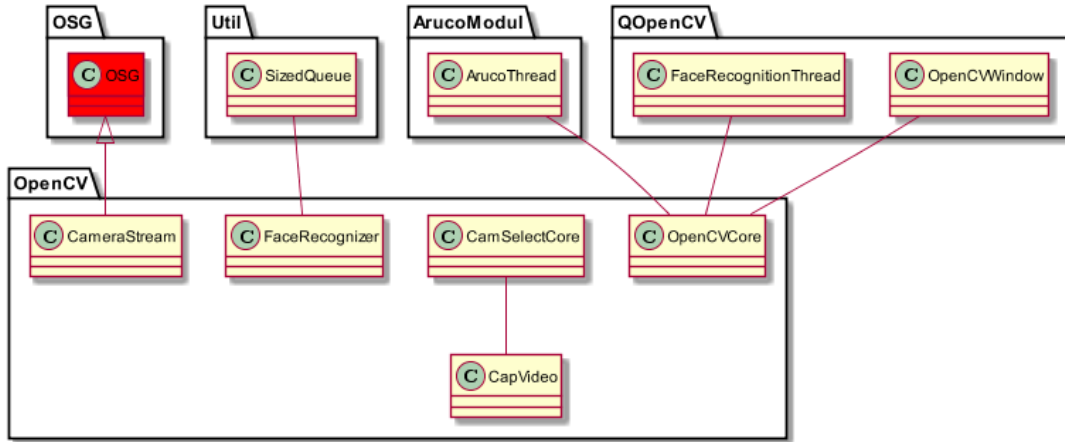 OSG
Util
ArucoModul
QOpenCV
C OSG
C SizedQueue
C ArucoThread
C FaceRecognitionThread
C OpenCVWindow
OpenCV
C CameraStream
C FaceRecognizer
C CamSelectCore
C OpenCVCore
C CapVideo